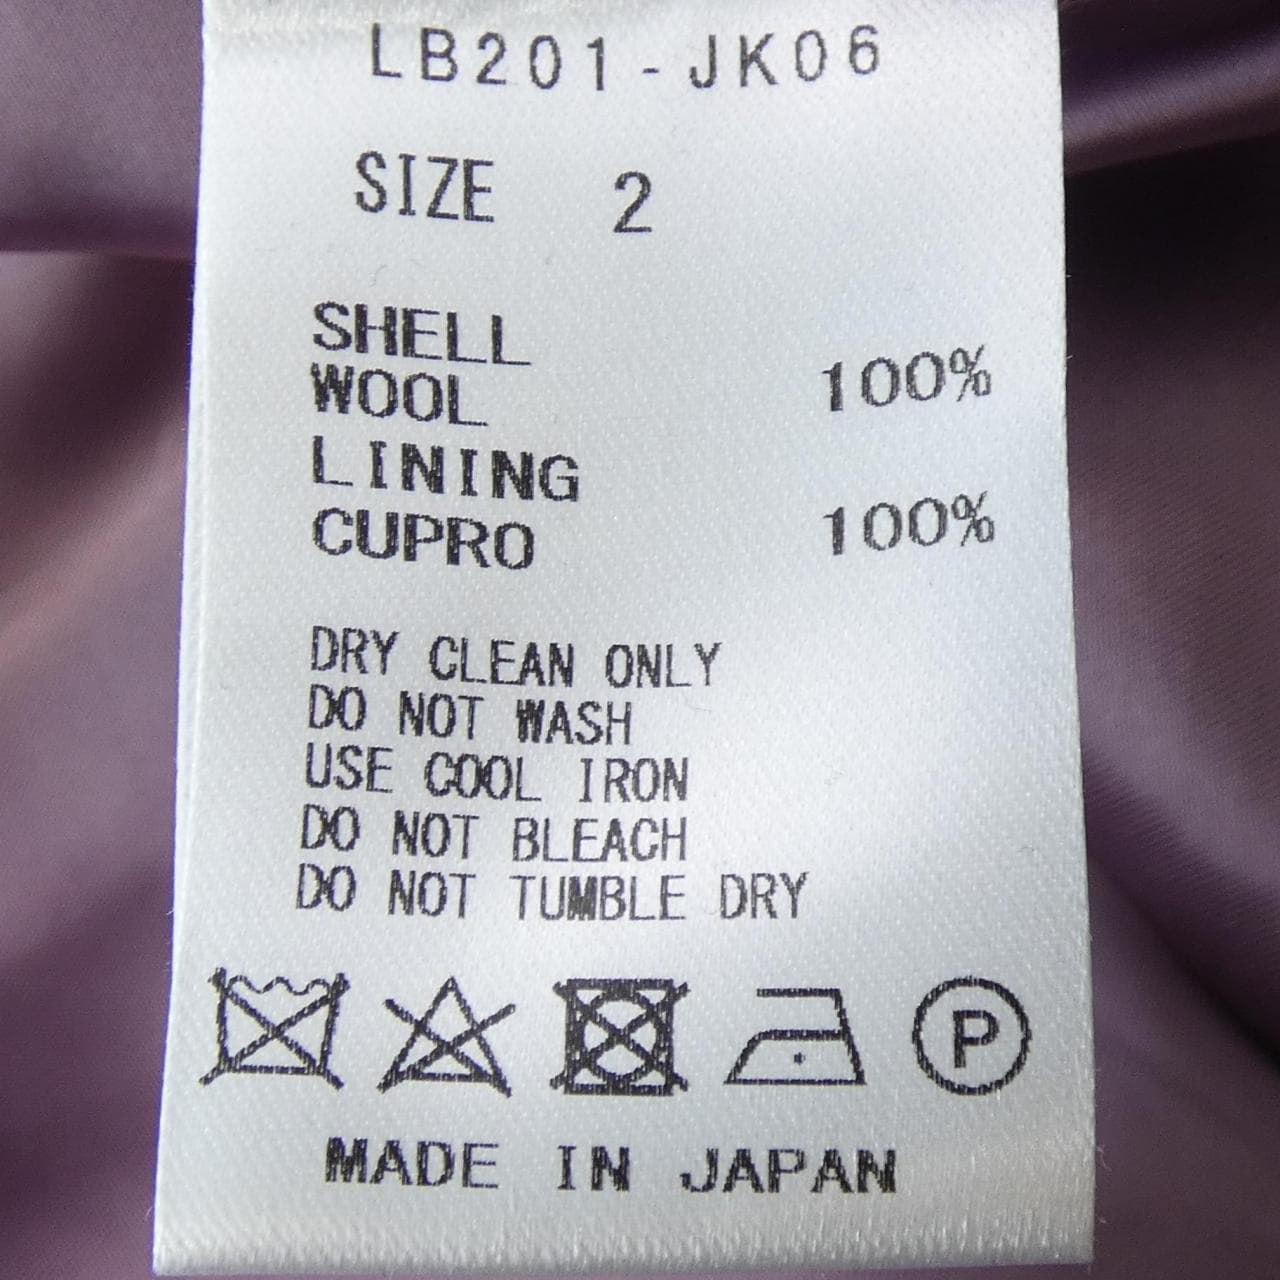 LB201-JK06
SIZE 2
SHELL
WOOL 100%
LINING
CUPRO 100%
DRY CLEAN ONLY
DO NOT WASH
USE COOL IRON
DO NOT BLEACH
DO NOT TUMBLE DRY
P
MADE IN JAPAN